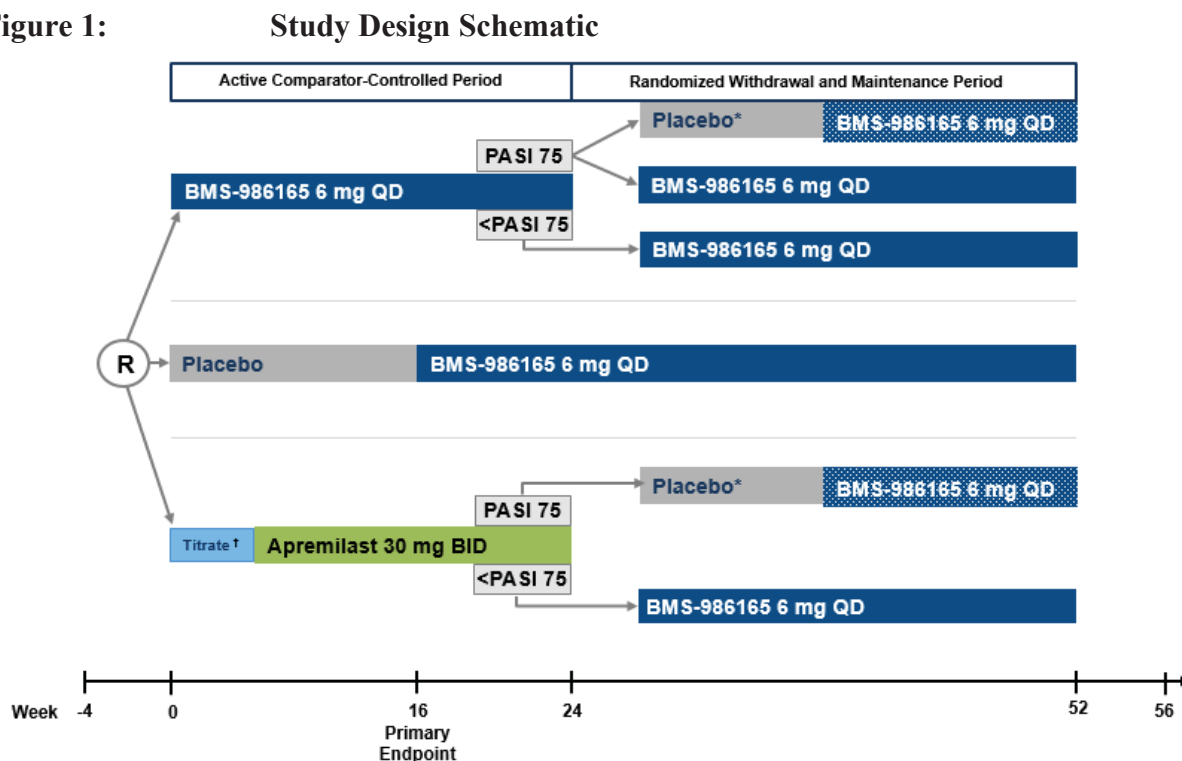 igure 1: Study Design Schematic
Active Comparator-Controlled Period
Randomized Withdrawal and Maintenance Period
Placebo*
BMS-986165 6 mg QD
PASI 75
BMS-986165 6 mg QD
BMS-986165 6 mg QD
<PASI 75
BMS-986165 6 mg QD
R
Placebo
BMS-986165 6 mg QD
Placebo*
BMS-986165 6 mg QD
PASI 75
Titrate†
Apremilast 30 mg BID
<PASI 75
BMS-986165 6 mg QD
Week -4 0 16 24 52 56
Primary
Endpoint